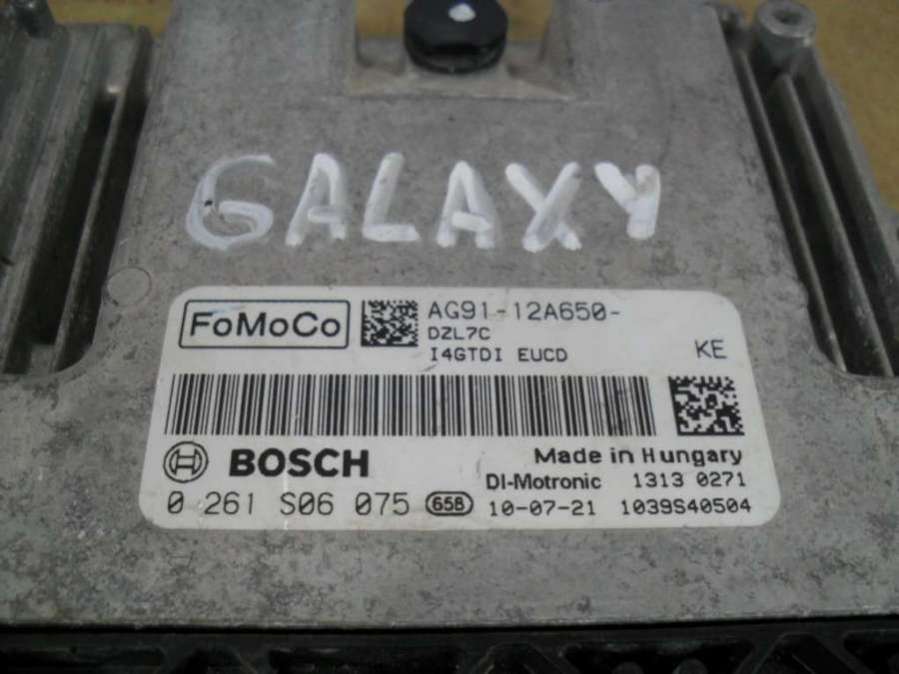 GALAXY
FoMoCo
AG91-12A650-
DZL7C
I4GTDI EUCD
KE
BOSCH
Made in Hungary
DI-Motronic 1313 0271
0 261 S06 075 658 10-07-21 1039S40504